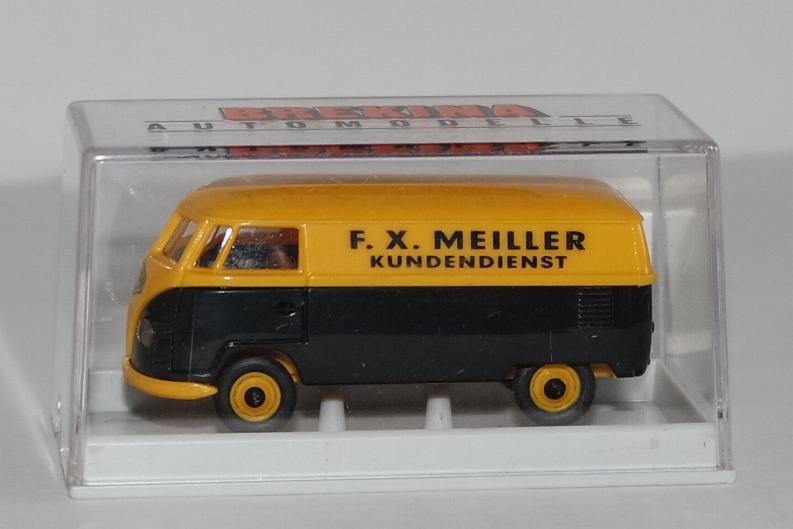 BREKINA
AUTOMODELLE
F. X. MEILLER
KUNDENDIENST